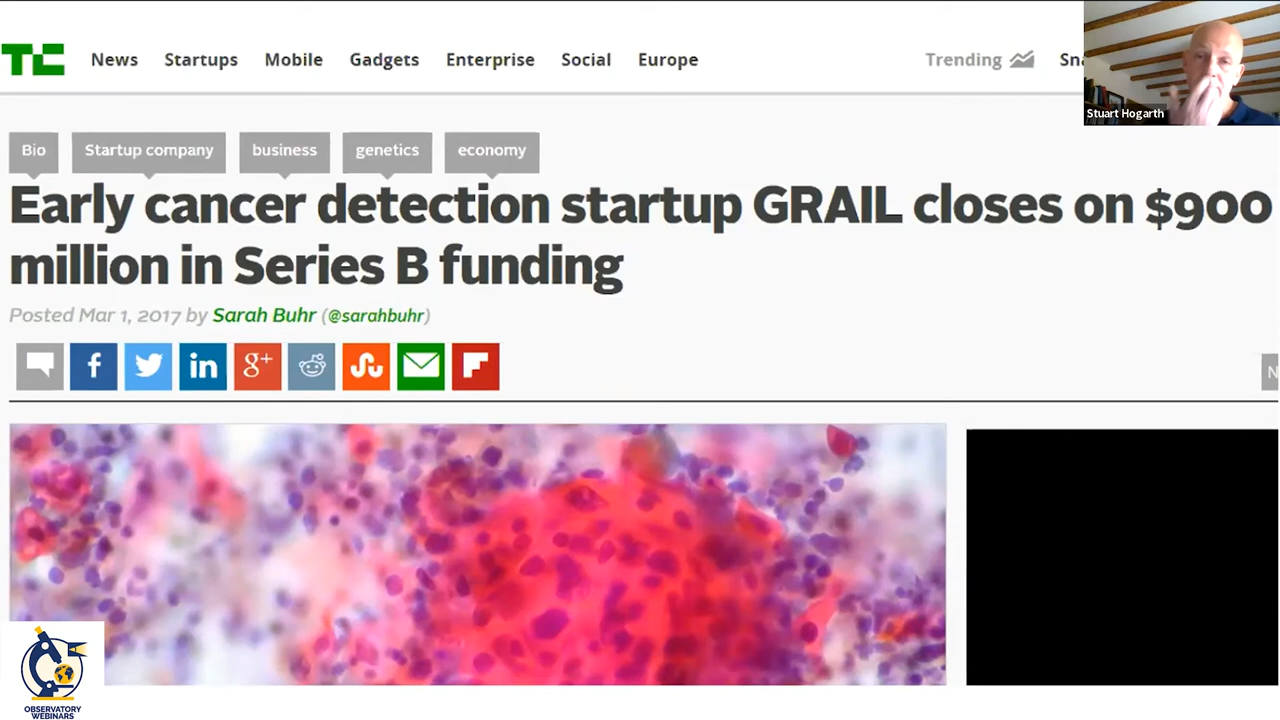 TC News Startups Mobile Gadgets Enterprise Social Europe Trending
Stuart Hogarth
Bio Startup company business genetics economy
Early cancer detection startup GRAIL closes on $900
million in Series B funding
Posted Mar 1, 2017 by Sarah Buhr (@sarahbuhr)
f in g+
N
OBSERVATORY
WEBINARS